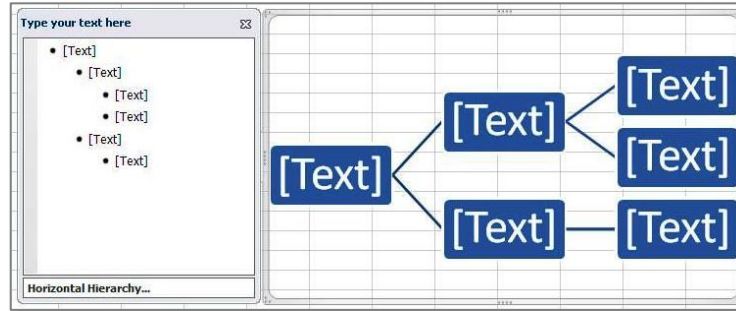 Type your text here
• [Text]
• [Text]
• [Text]
• [Text]
• [Text]
• [Text]
Horizontal Hierarchy...
[Text]
[Text]
[Text]
[Text]
[Text]
[Text]